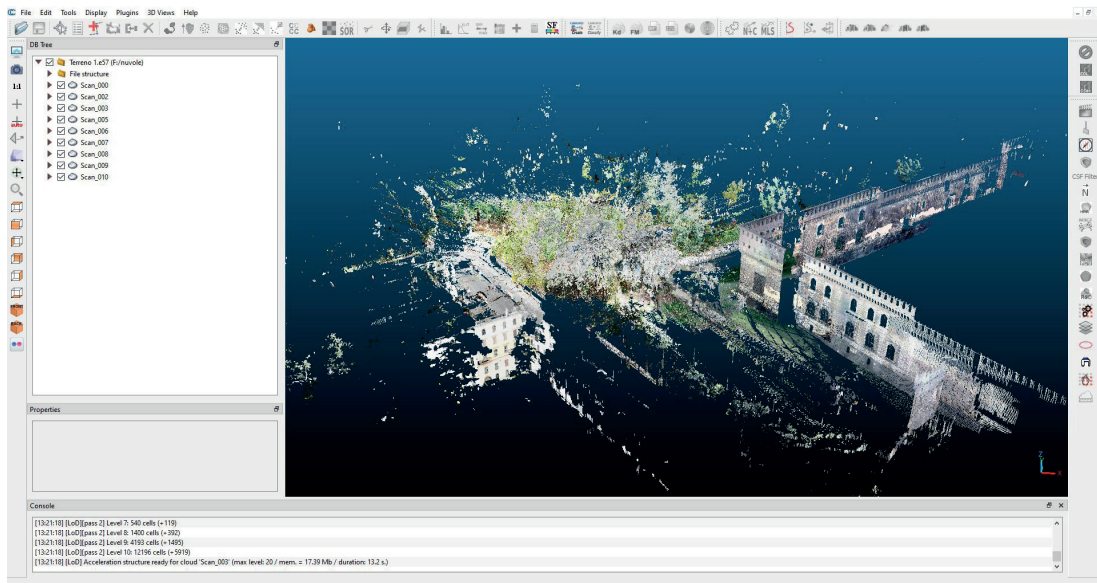 File Edit Tools Display Plugins 3D Views Help
SOR
SF
Kd
FM
N+C
MLS
DB Tree
1:1
auto
Terreno 1.e57 (F:/nuvole)
File structure
Scan_000
Scan_002
Scan_003
Scan_005
Scan_006
Scan_007
Scan_008
Scan_009
Scan_010
CSF Filter
N
Z
X
Properties
Console
[13:21:18] [LoD][pass 2] Level 7: 540 cells (+119)
[13:21:18] [LoD][pass 2] Level 8: 1400 cells (+392)
[13:21:18] [LoD][pass 2] Level 9: 4193 cells (+1495)
[13:21:18] [LoD][pass 2] Level 10: 12196 cells (+5919)
[13:21:18] [LoD] Acceleration structure ready for cloud 'Scan_003' (max level: 20 / mem. = 17.39 Mb / duration: 13.2 s.)